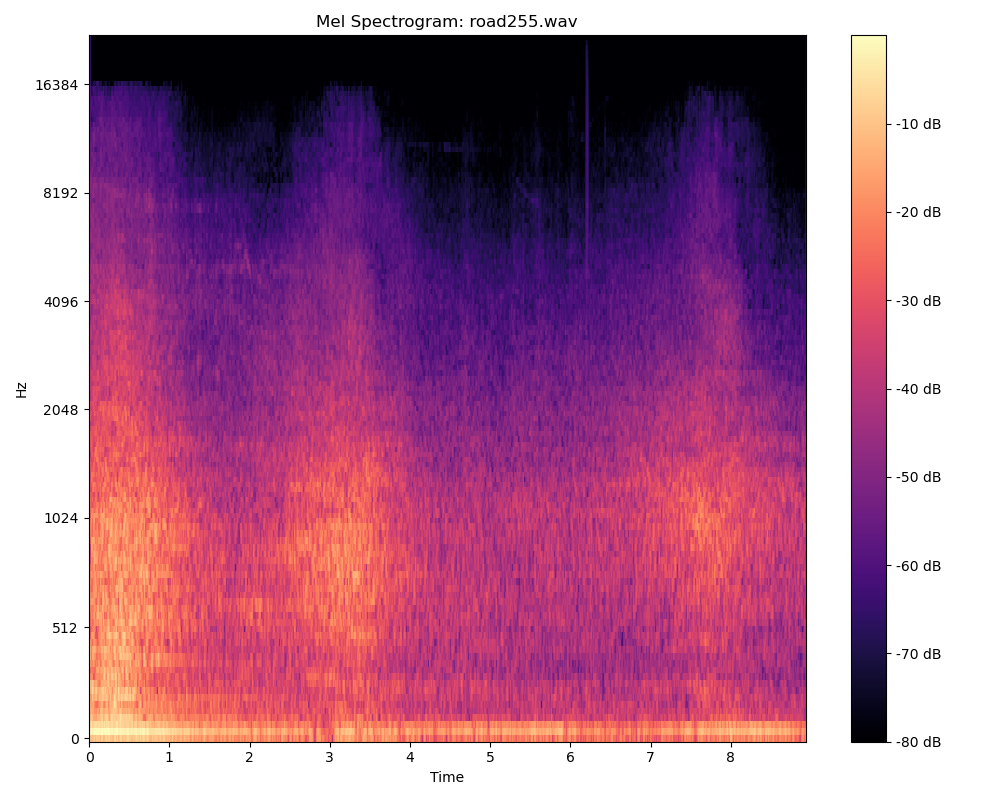 Mel Spectrogram: road255.wav
16384
8192
4096
2048
1024
512
0
Hz
0 1 2 3 4 5 6 7 8
Time
-10 dB
-20 dB
-30 dB
-40 dB
-50 dB
-60 dB
-70 dB
-80 dB